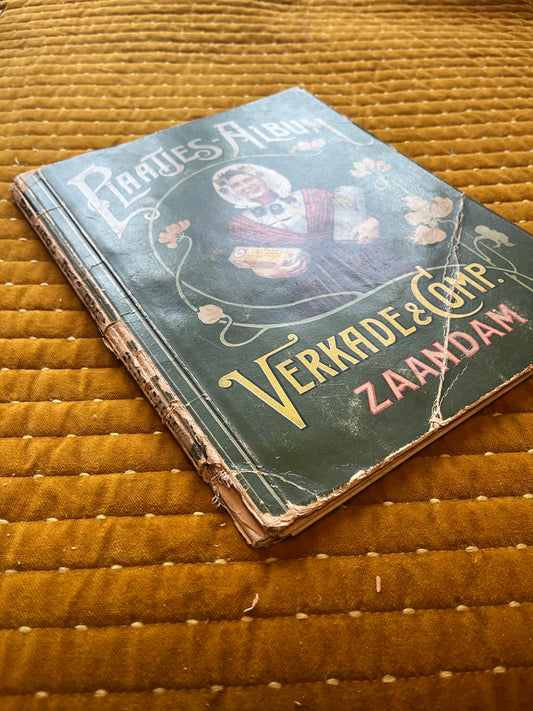 PLAATJES ALBUM
VERKADE & COMP.
ZAANDAM